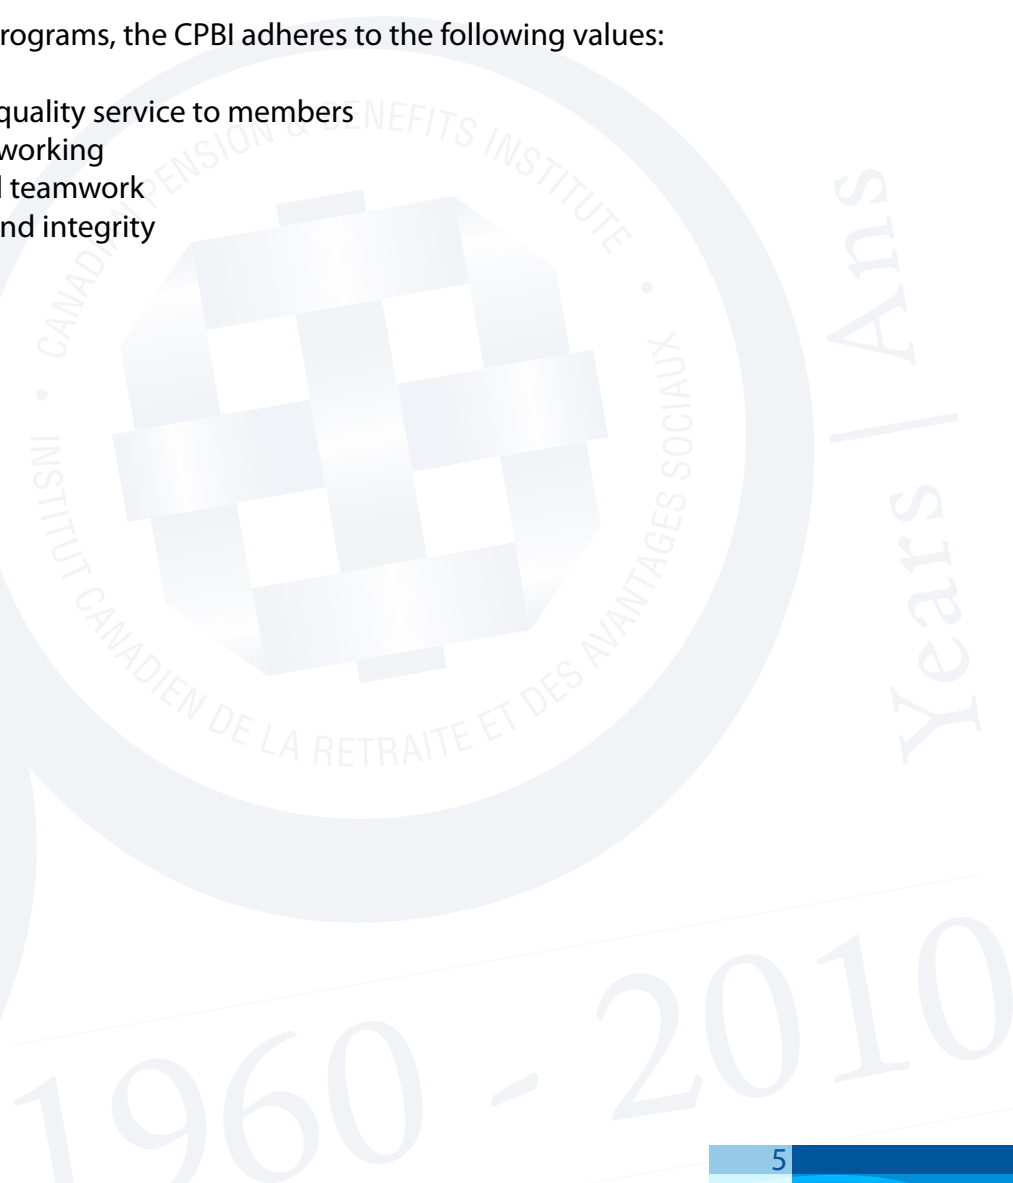 rograms, the CPBI adheres to the following values:
quality service to members
working
teamwork
nd integrity
CANADIAN PENSION & BENEFITS INSTITUTE
INSTITUT CANADIEN DE LA RETRAITE ET DES AVANTAGES SOCIAUX
Years | Ans
1960 - 2010
5